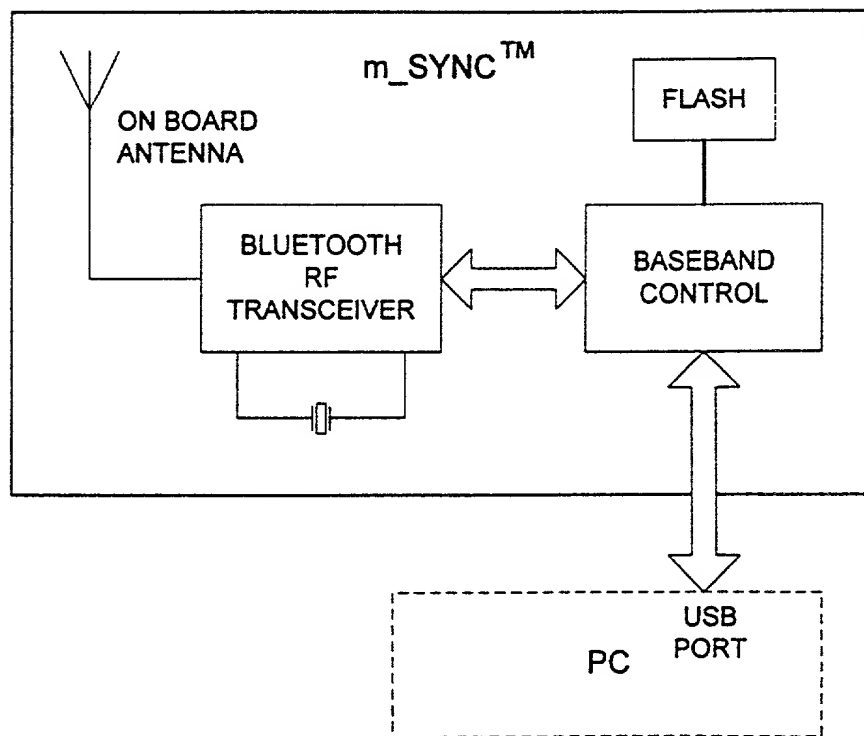 m_SYNC™
FLASH
ON BOARD
ANTENNA
BLUETOOTH
RF
TRANSCEIVER
BASEBAND
CONTROL
USB
PORT
PC